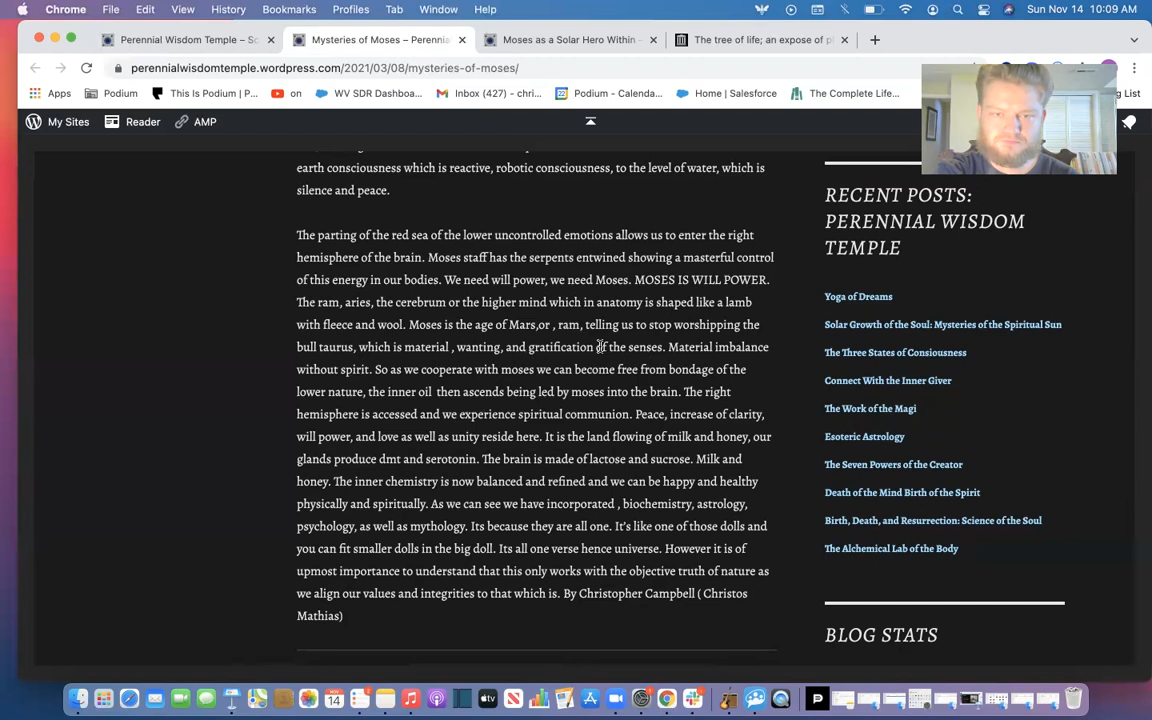 Chrome File Edit View History Bookmarks Profiles Tab Window Help Sun Nov 14 10:09 AM
Perennial Wisdom Temple – Sc × Mysteries of Moses – Perennia × Moses as a Solar Hero Within – × The tree of life; an expose of p ×
perennialwisdomtemple.wordpress.com/2021/03/08/mysteries-of-moses/
Apps Podium This Is Podium | P... on WV SDR Dashboa... Inbox (427) – chri... Podium - Calenda... Home | Salesforce The Complete Life... List
My Sites Reader AMP
earth consciousness which is reactive, robotic consciousness, to the level of water, which is
silence and peace.
The parting of the red sea of the lower uncontrolled emotions allows us to enter the right
hemisphere of the brain. Moses staff has the serpents entwined showing a masterful control
of this energy in our bodies. We need will power, we need Moses. MOSES IS WILL POWER.
The ram, aries, the cerebrum or the higher mind which in anatomy is shaped like a lamb
with fleece and wool. Moses is the age of Mars,or , ram, telling us to stop worshipping the
bull taurus, which is material , wanting, and gratification of the senses. Material imbalance
without spirit. So as we cooperate with moses we can become free from bondage of the
lower nature, the inner oil then ascends being led by moses into the brain. The right
hemisphere is accessed and we experience spiritual communion. Peace, increase of clarity,
will power, and love as well as unity reside here. It is the land flowing of milk and honey, our
glands produce dmt and serotonin. The brain is made of lactose and sucrose. Milk and
honey. The inner chemistry is now balanced and refined and we can be happy and healthy
physically and spiritually. As we can see we have incorporated , biochemistry, astrology,
psychology, as well as mythology. Its because they are all one. It's like one of those dolls and
you can fit smaller dolls in the big doll. Its all one verse hence universe. However it is of
upmost importance to understand that this only works with the objective truth of nature as
we align our values and integrities to that which is. By Christopher Campbell ( Christos
Mathias)
RECENT POSTS:
PERENNIAL WISDOM
TEMPLE
Yoga of Dreams
Solar Growth of the Soul: Mysteries of the Spiritual Sun
The Three States of Consiousness
Connect With the Inner Giver
The Work of the Magi
Esoteric Astrology
The Seven Powers of the Creator
Death of the Mind Birth of the Spirit
Birth, Death, and Resurrection: Science of the Soul
The Alchemical Lab of the Body
BLOG STATS